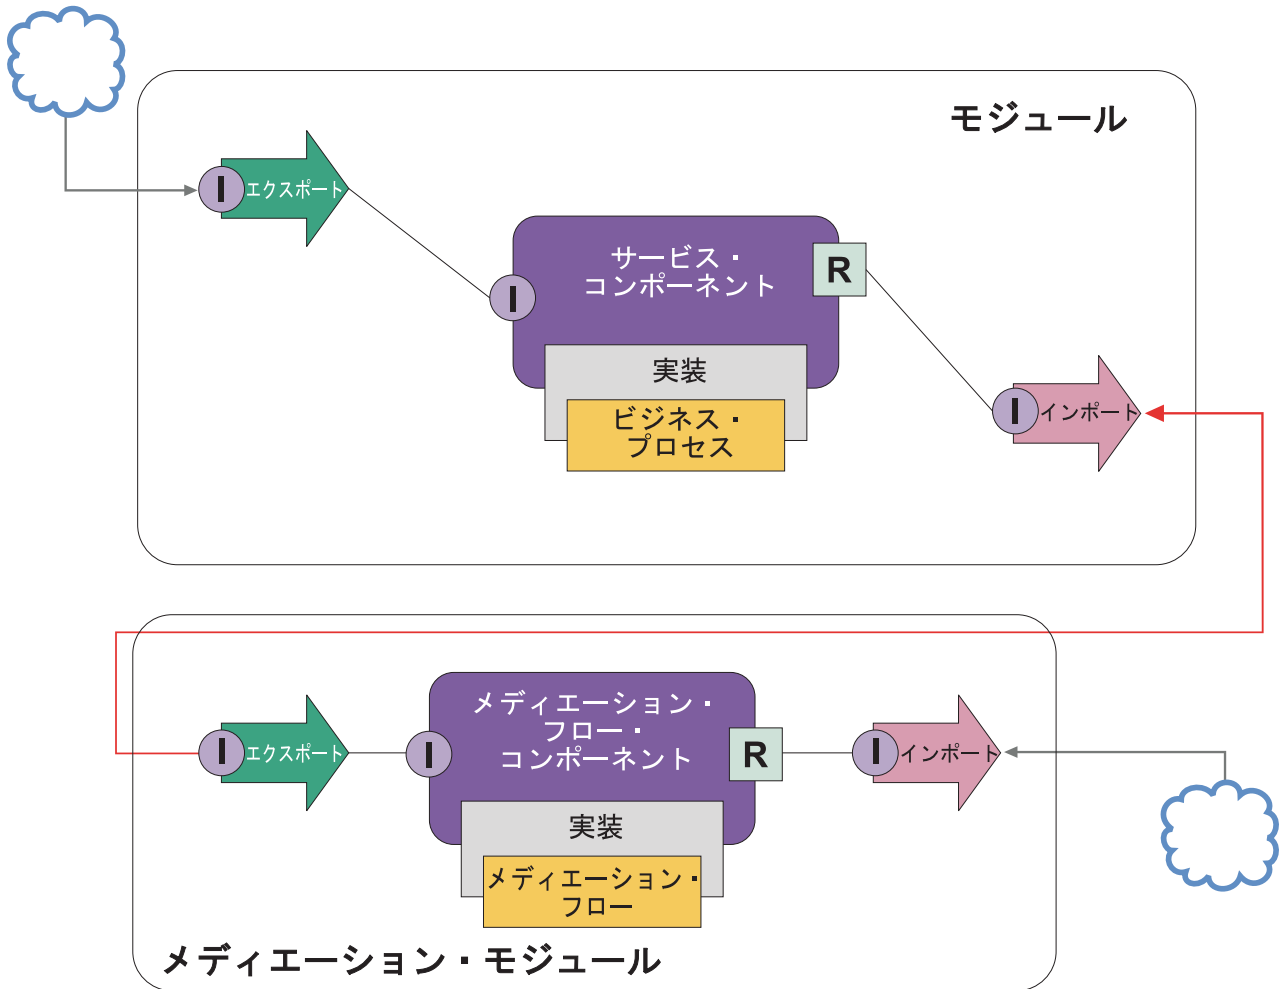 モジュール
I
エクスポート
サービス・
コンポーネント
R
I
実装
ビジネス・
プロセス
I
インポート
I
エクスポート
メディエーション・
フロー・
コンポーネント
I
R
I
インポート
実装
メディエーション・
フロー
メディエーション・モジュール